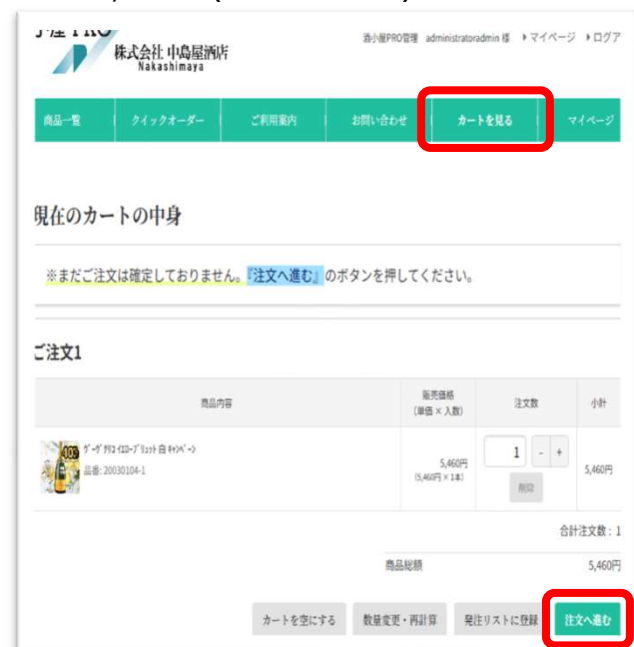 株式会社 中島屋酒店
Nakashimaya
酒小屋PRO管理 administratoradmin 様 マイページ ログア
商品一覧 クイックオーダー ご利用案内 お問い合わせ カートを見る マイページ
現在のカートの中身
※まだご注文は確定しておりません。『注文へ進む』のボタンを押してください。
ご注文1
商品内容 販売価格 注文数 小計
(単価 × 入数)
品番: 20030104-1
5,460円 1 - + 5,460円
(5,460円 × 1本)
削除
合計注文数 : 1
商品総額 5,460円
カートを空にする 数量変更・再計算 発注リストに登録 注文へ進む